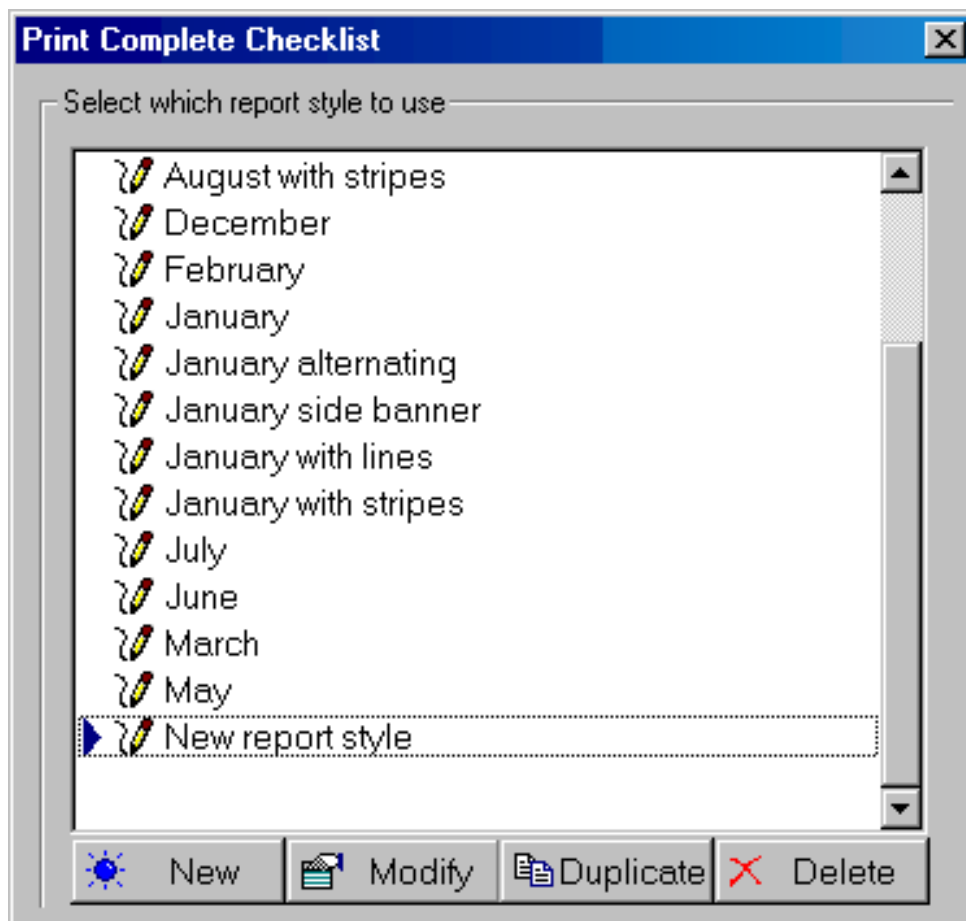 Print Complete Checklist
Select which report style to use
August with stripes
December
February
January
January alternating
January side banner
January with lines
January with stripes
July
June
March
May
New report style
New Modify Duplicate Delete